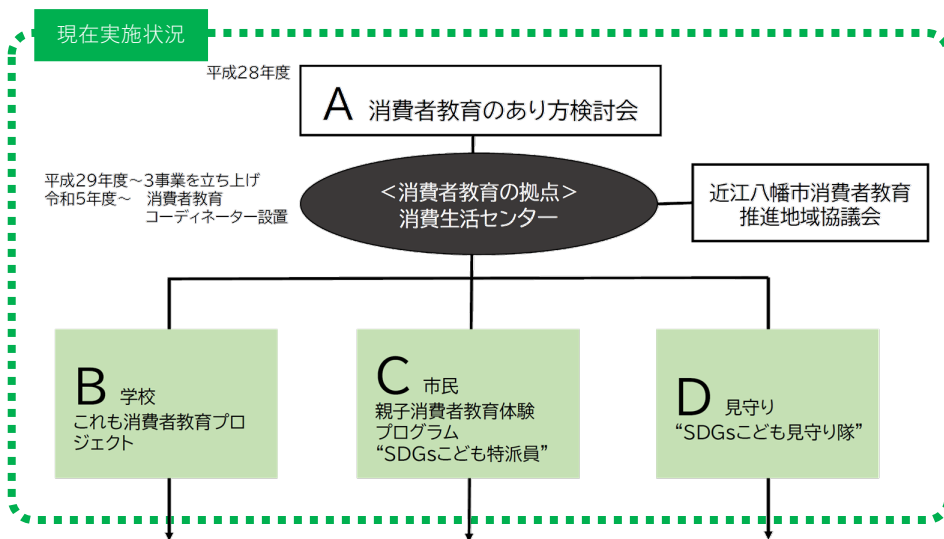 現在実施状況
平成28年度
A 消費者教育のあり方検討会
平成29年度～3事業を立ち上げ
令和5年度～　消費者教育
コーディネーター設置
＜消費者教育の拠点＞
消費生活センター
近江八幡市消費者教育
推進地域協議会
B 学校
これも消費者教育プロ
ジェクト
C 市民
親子消費者教育体験
プログラム
“SDGsこども特派員”
D 見守り
“SDGsこども見守り隊”